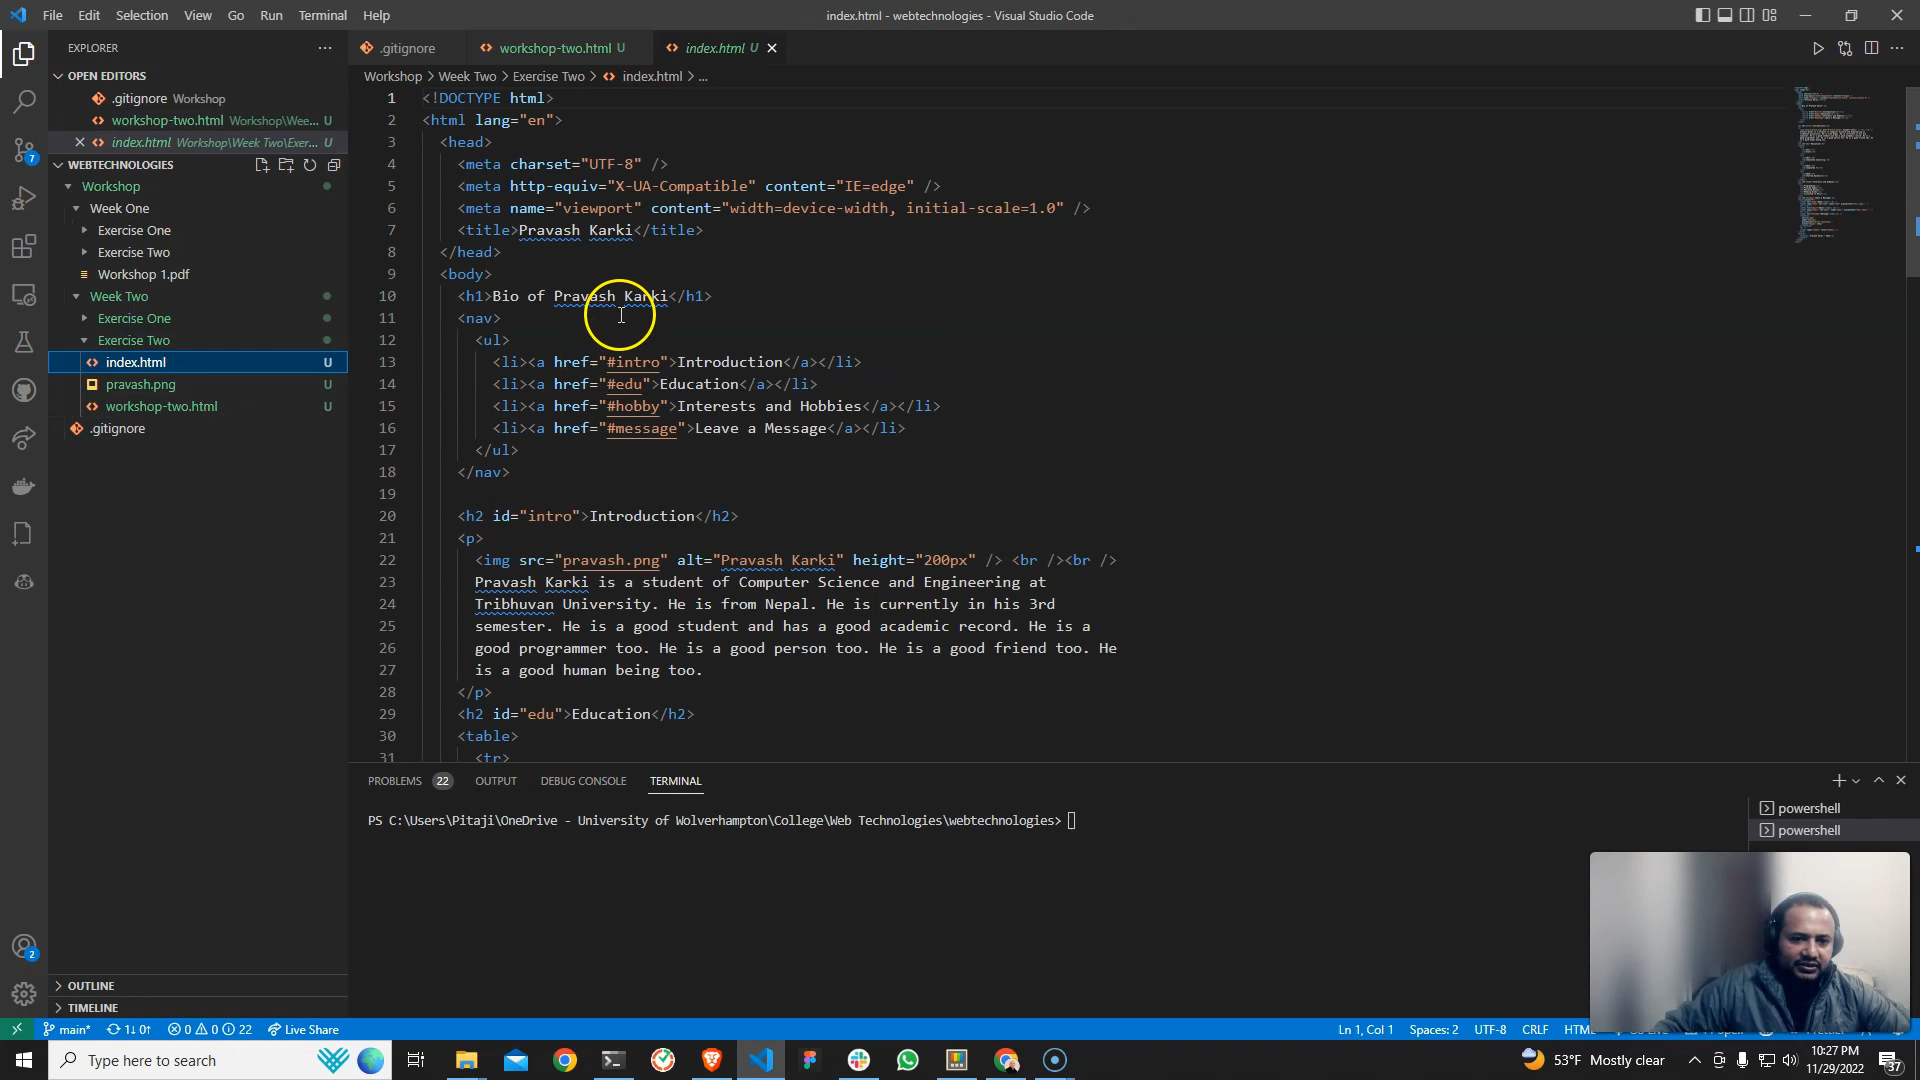 File Edit Selection View Go Run Terminal Help
index.html - webtechnologies - Visual Studio Code
EXPLORER
OPEN EDITORS
.gitignore Workshop
workshop-two.html Workshop\Wee... U
index.html Workshop\Week Two\Exer... U
WEBTECHNOLOGIES
Workshop
Week One
Exercise One
Exercise Two
Workshop 1.pdf
Week Two
Exercise One
Exercise Two
index.html U
pravash.png U
workshop-two.html U
.gitignore
OUTLINE
TIMELINE
7
2
.gitignore workshop-two.html U index.html U
Workshop > Week Two > Exercise Two > index.html > ...
1 <!DOCTYPE html>
2 <html lang="en">
3 <head>
4 <meta charset="UTF-8" />
5 <meta http-equiv="X-UA-Compatible" content="IE=edge" />
6 <meta name="viewport" content="width=device-width, initial-scale=1.0" />
7 <title>Pravash Karki</title>
8 </head>
9 <body>
10 <h1>Bio of Pravash Karki</h1>
11 <nav>
12 <ul>
13 <li><a href="#intro">Introduction</a></li>
14 <li><a href="#edu">Education</a></li>
15 <li><a href="#hobby">Interests and Hobbies</a></li>
16 <li><a href="#message">Leave a Message</a></li>
17 </ul>
18 </nav>
19
20 <h2 id="intro">Introduction</h2>
21 <p>
22 <img src="pravash.png" alt="Pravash Karki" height="200px" /> <br /><br />
23 Pravash Karki is a student of Computer Science and Engineering at
24 Tribhuvan University. He is from Nepal. He is currently in his 3rd
25 semester. He is a good student and has a good academic record. He is a
26 good programmer too. He is a good person too. He is a good friend too. He
27 is a good human being too.
28 </p>
29 <h2 id="edu">Education</h2>
30 <table>
31 <tr>
PROBLEMS 22 OUTPUT DEBUG CONSOLE TERMINAL
PS C:\Users\Pitaji\OneDrive - University of Wolverhampton\College\Web Technologies\webtechnologies>
powershell
powershell
main* 1↓ 0↑ 0 0 22 Live Share
Ln 1, Col 1 Spaces: 2 UTF-8 CRLF HTML
Type here to search
53°F Mostly clear
10:27 PM
11/29/2022
37